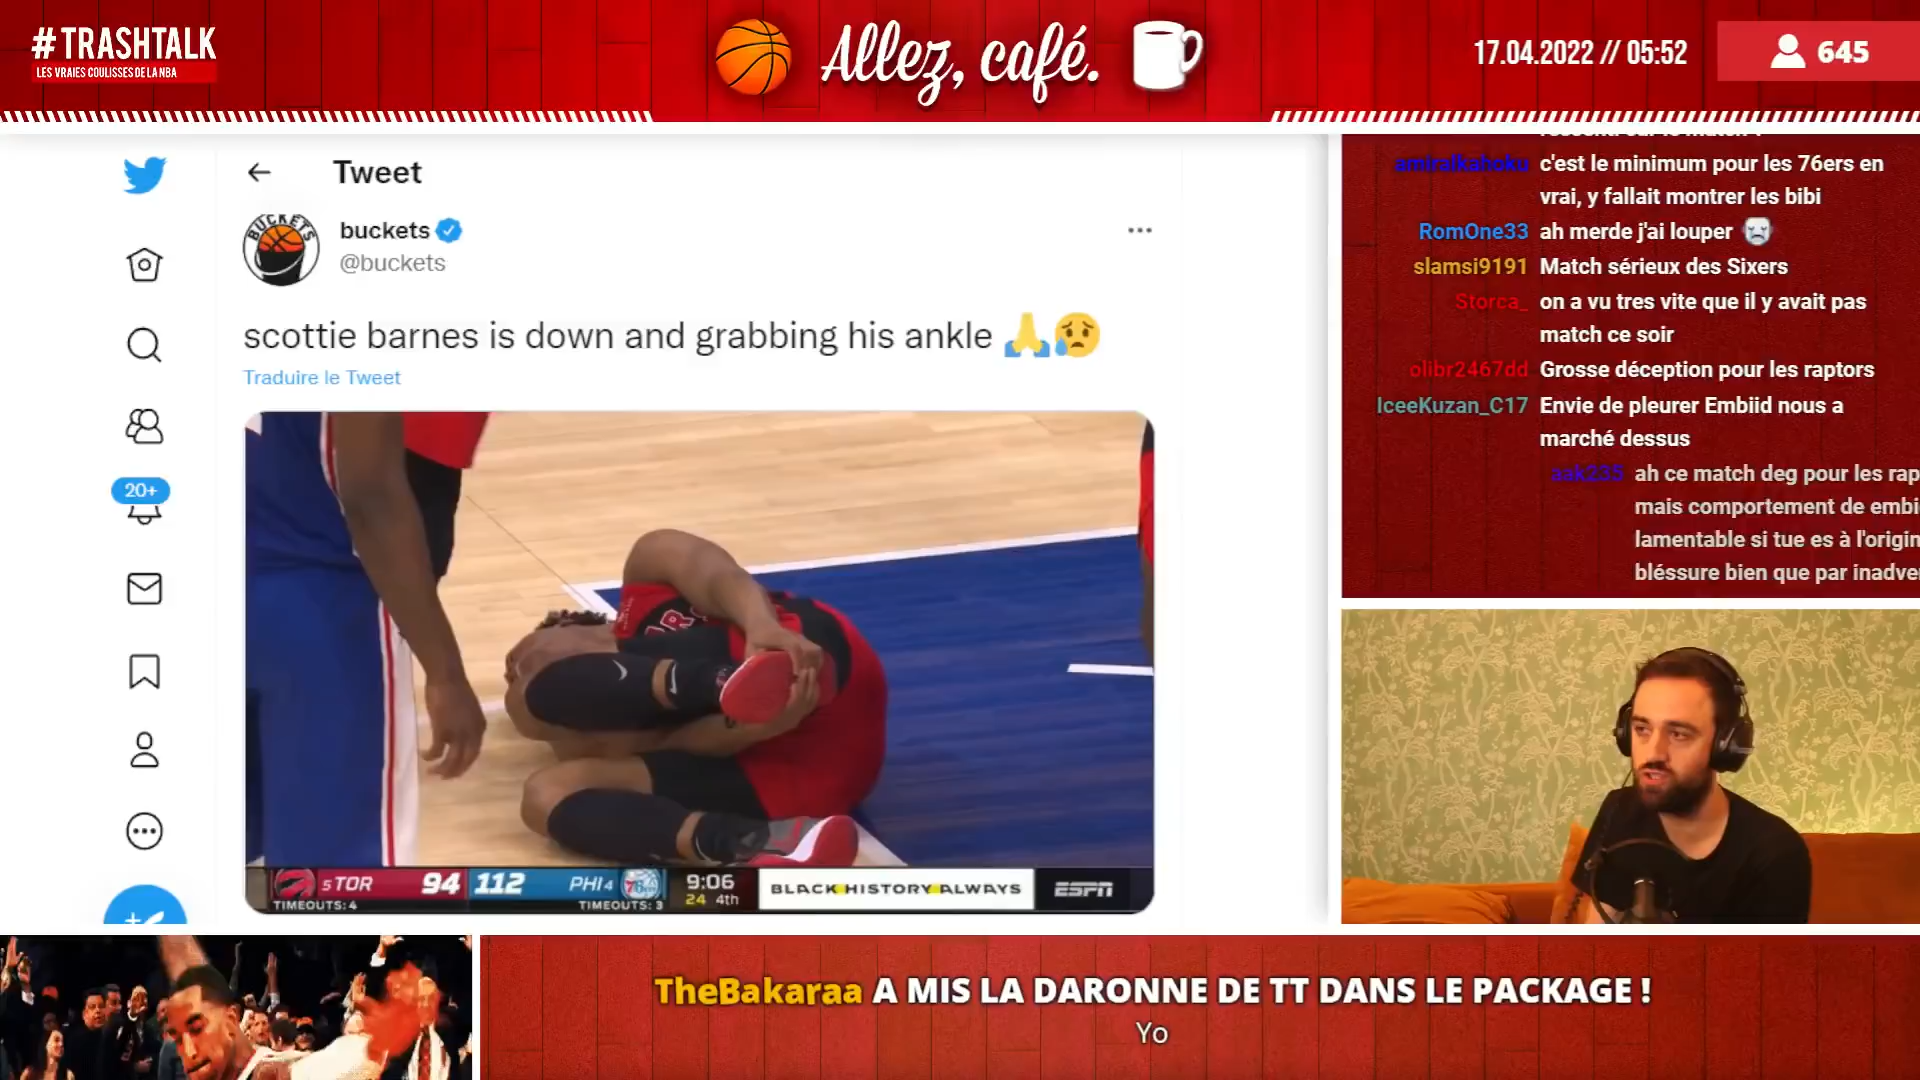 #TRASHTALK
LES VRAIES COULISSES DE LA NBA
Allez, café.
17.04.2022 // 05:52
645
Tweet
buckets
@buckets
scottie barnes is down and grabbing his ankle 🙏😥
Traduire le Tweet
20+
BUCKETS
5 TOR 94 112 PHI 4
TIMEOUTS: 4
TIMEOUTS: 3
9:06
24 4th
BLACK HISTORY ALWAYS
ESPN
amiralkahoku c'est le minimum pour les 76ers en
vrai, y fallait montrer les bibi
RomOne33 ah merde j'ai louper
slamsi9191 Match sérieux des Sixers
Storca_ on a vu tres vite que il y avait pas
match ce soir
olibr2467dd Grosse déception pour les raptors
IceeKuzan_C17 Envie de pleurer Embiid nous a
marché dessus
aak235 ah ce match deg pour les rap
mais comportement de embi
lamentable si tue es à l'origin
bléssure bien que par inadve
TheBakaraa A MIS LA DARONNE DE TT DANS LE PACKAGE !
Yo